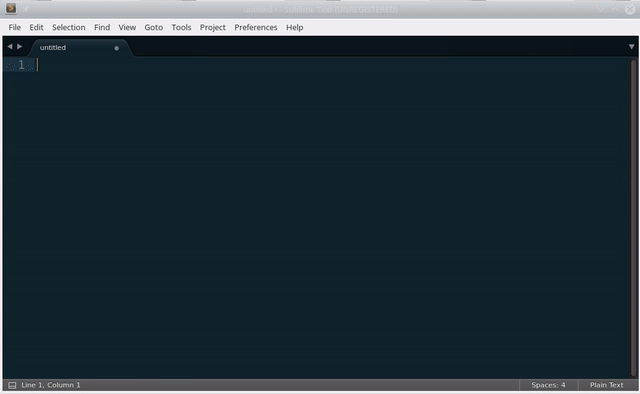 untitled • - Sublime Text (UNREGISTERED)
File Edit Selection Find View Goto Tools Project Preferences Help
untitled
1
Line 1, Column 1 Spaces: 4 Plain Text